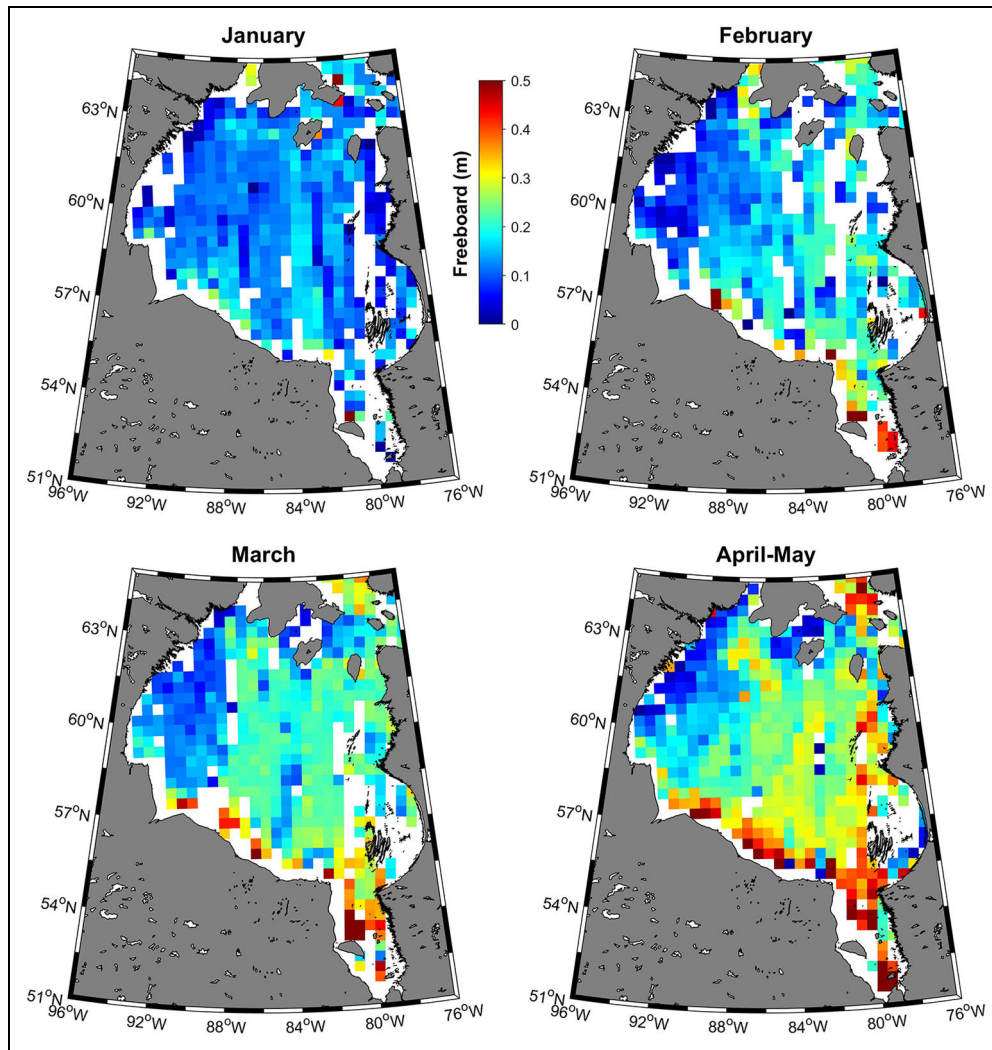 January
February
63°N
60°N
57°N
54°N
51°N
96°W
92°W
88°W
84°W
80°W
76°W
Freeboard (m)
0.5
0.4
0.3
0.2
0.1
0
63°N
60°N
57°N
54°N
51°N
96°W
92°W
88°W
84°W
80°W
76°W
March
April-May
63°N
60°N
57°N
54°N
51°N
96°W
92°W
88°W
84°W
80°W
76°W
63°N
60°N
57°N
54°N
51°N
96°W
92°W
88°W
84°W
80°W
76°W